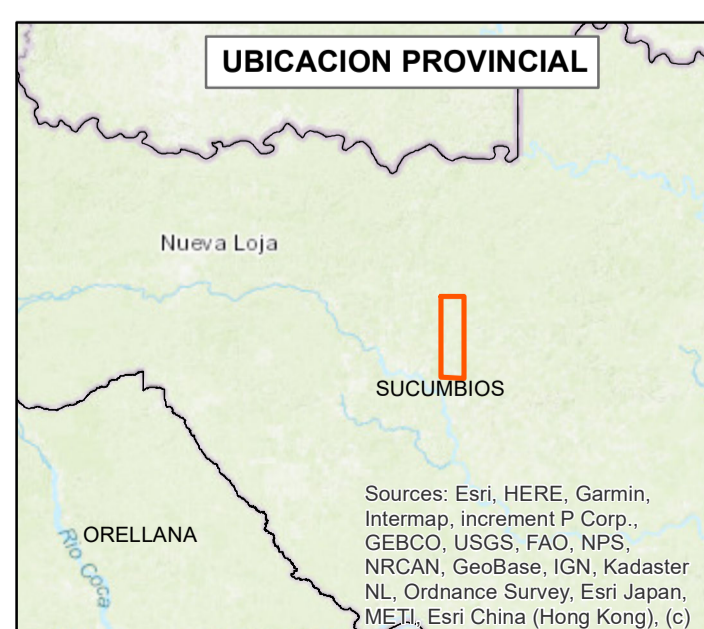 UBICACION PROVINCIAL
Nueva Loja
SUCUMBIOS
ORELLANA
Rio Coca
Sources: Esri, HERE, Garmin,
Intermap, increment P Corp.,
GEBCO, USGS, FAO, NPS,
NRCAN, GeoBase, IGN, Kadaster
NL, Ordnance Survey, Esri Japan,
METI, Esri China (Hong Kong), (c)